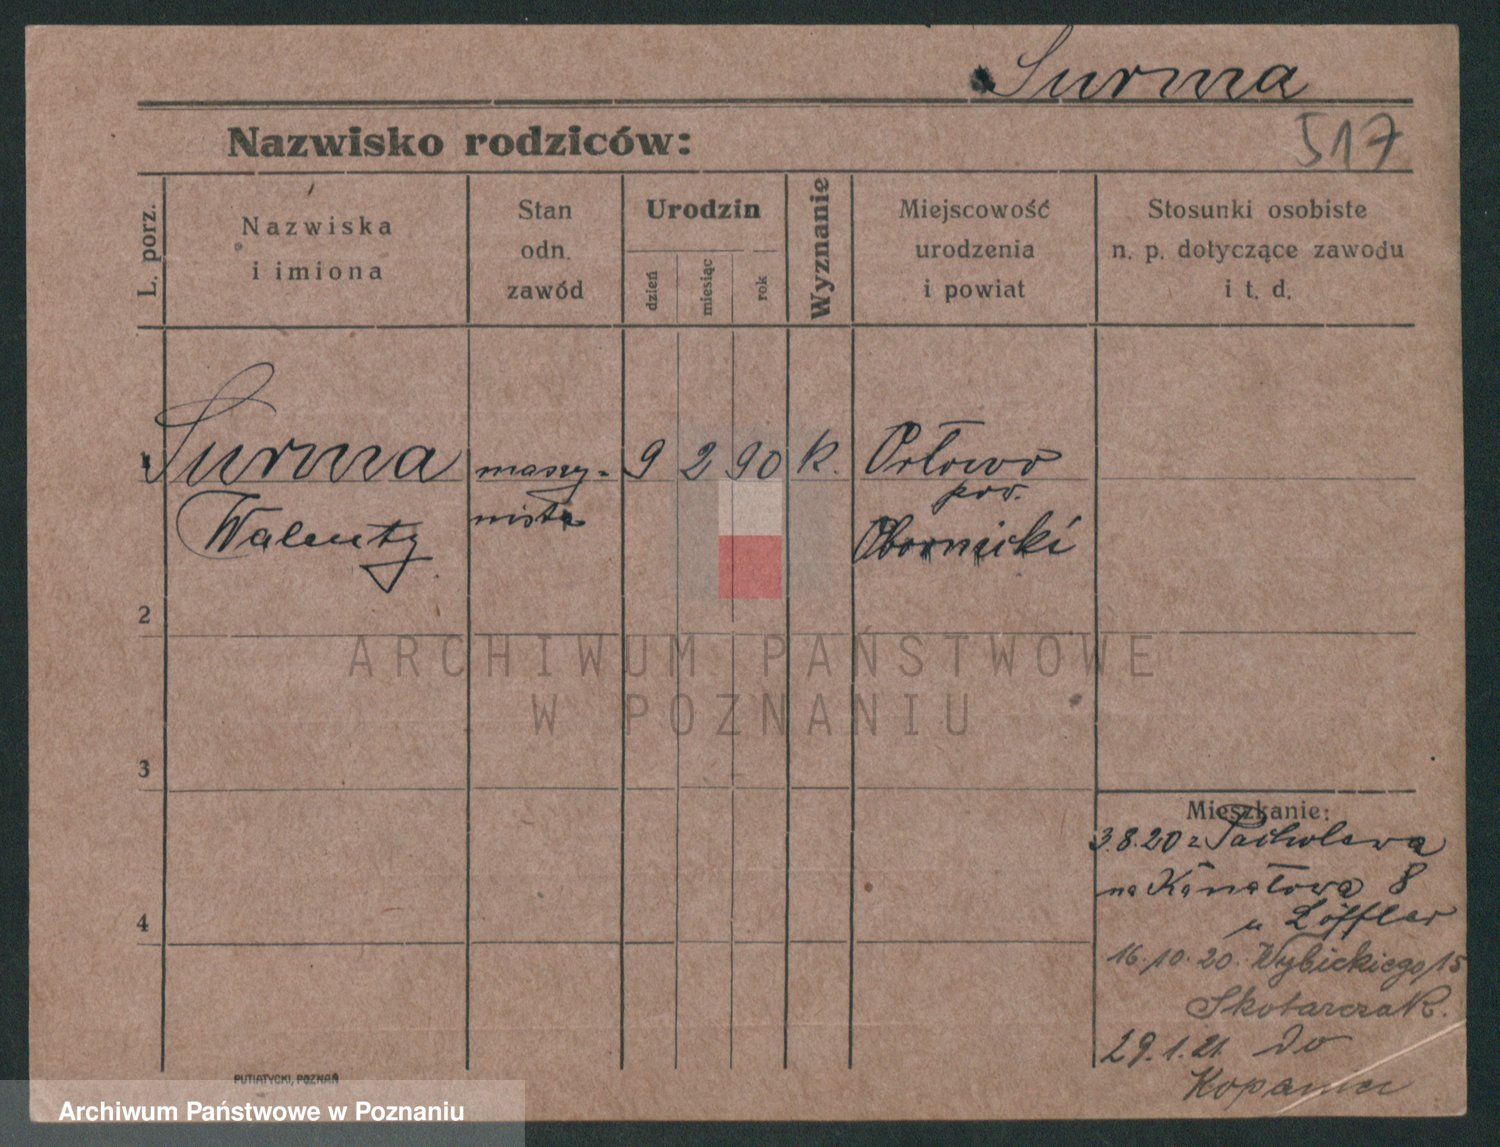 Surma
Nazwisko rodziców:
517
L. porz.
Nazwiska
i imiona
Stan
odn.
zawód
Urodzin
dzień
miesiąc
rok
Wyznanie
Miejscowość
urodzenia
i powiat
Stosunki osobiste
n. p. dotyczące zawodu
i t. d.
Surma maszy- 9 2 90 k. Orłowo
pow.
Walenty nista Obornicki
2
ARCHIWUM PAŃSTWOWE
W POZNANIU
3
Mieszkanie:
3.8.20 z Pacholewa
na Kanałowa 8
u Löffler
4
16.10.20. Wybickiego 15
Skotarczak.
29.1.21. do
PUTIATYCKI, POZNAŃ
Archiwum Państwowe w Poznaniu